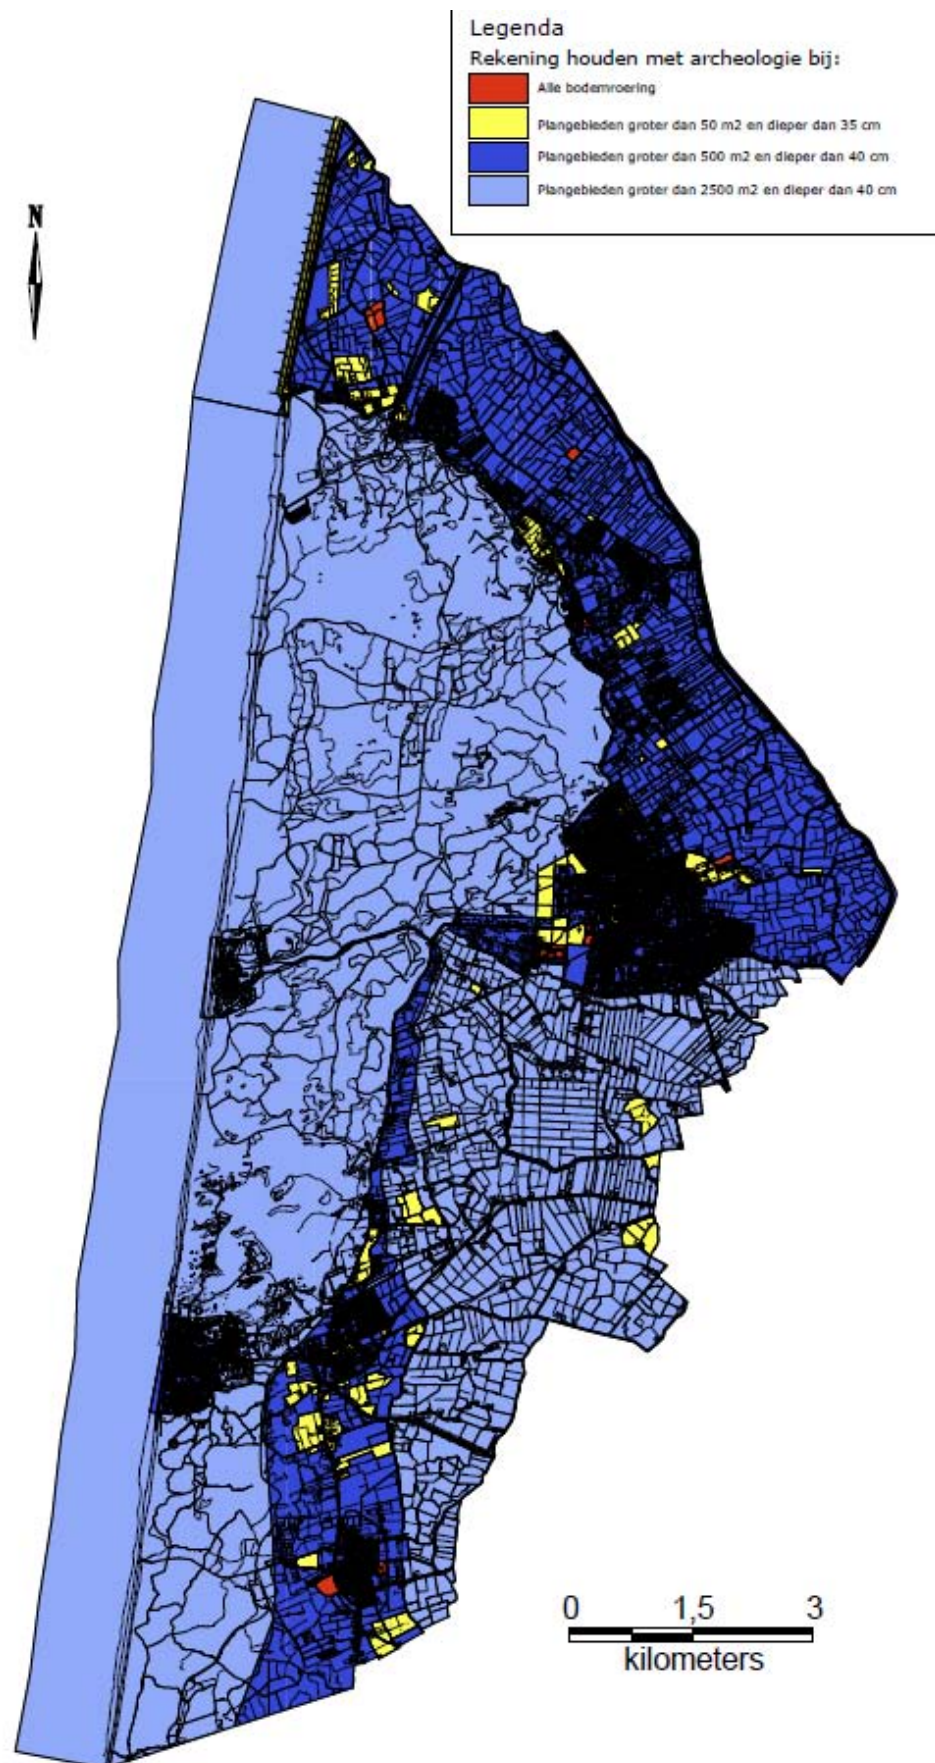 Legenda
Rekening houden met archeologie bij:
Alle bodemroering
Plangebieden groter dan 50 m2 en dieper dan 35 cm
Plangebieden groter dan 500 m2 en dieper dan 40 cm
Plangebieden groter dan 2500 m2 en dieper dan 40 cm
N
0 1,5 3
kilometers